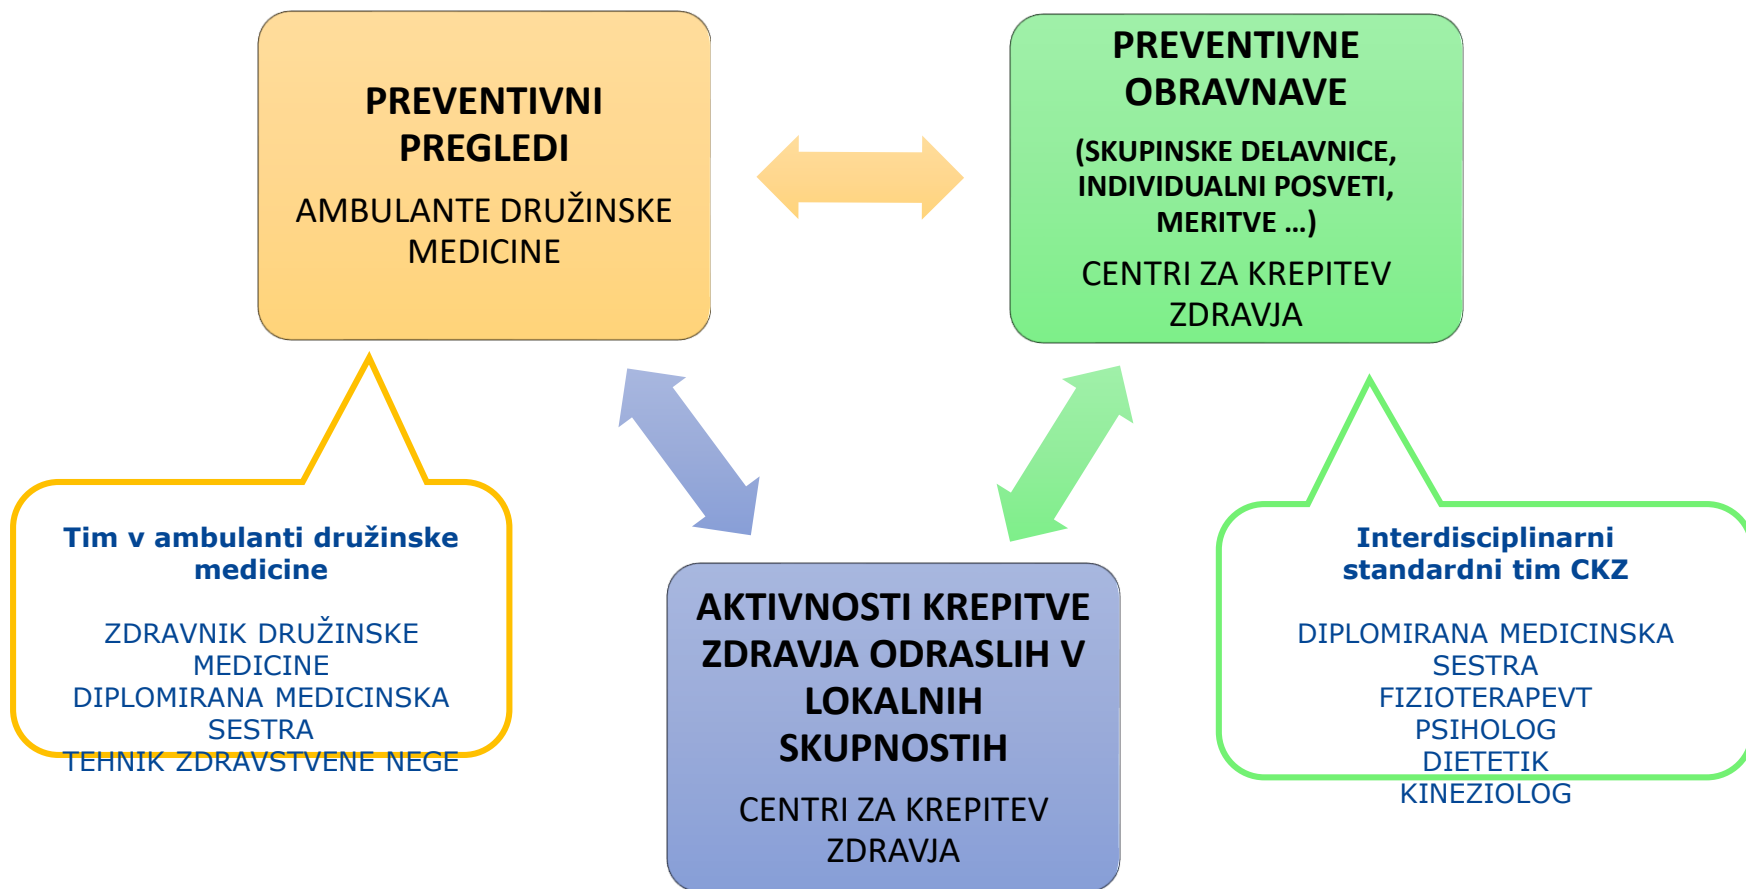 PREVENTIVNI
PREGLEDI
AMBULANTE DRUŽINSKE
MEDICINE
PREVENTIVNE
OBRAVNAVE
(SKUPINSKE DELAVNICE,
INDIVIDUALNI POSVETI,
MERITVE …)
CENTRI ZA KREPITEV
ZDRAVJA
Tim v ambulanti družinske
medicine
ZDRAVNIK DRUŽINSKE
MEDICINE
DIPLOMIRANA MEDICINSKA
SESTRA
TEHNIK ZDRAVSTVENE NEGE
AKTIVNOSTI KREPITVE
ZDRAVJA ODRASLIH V
LOKALNIH
SKUPNOSTIH
CENTRI ZA KREPITEV
ZDRAVJA
Interdisciplinarni
standardni tim CKZ
DIPLOMIRANA MEDICINSKA
SESTRA
FIZIOTERAPEVT
PSIHOLOG
DIETETIK
KINEZIOLOG